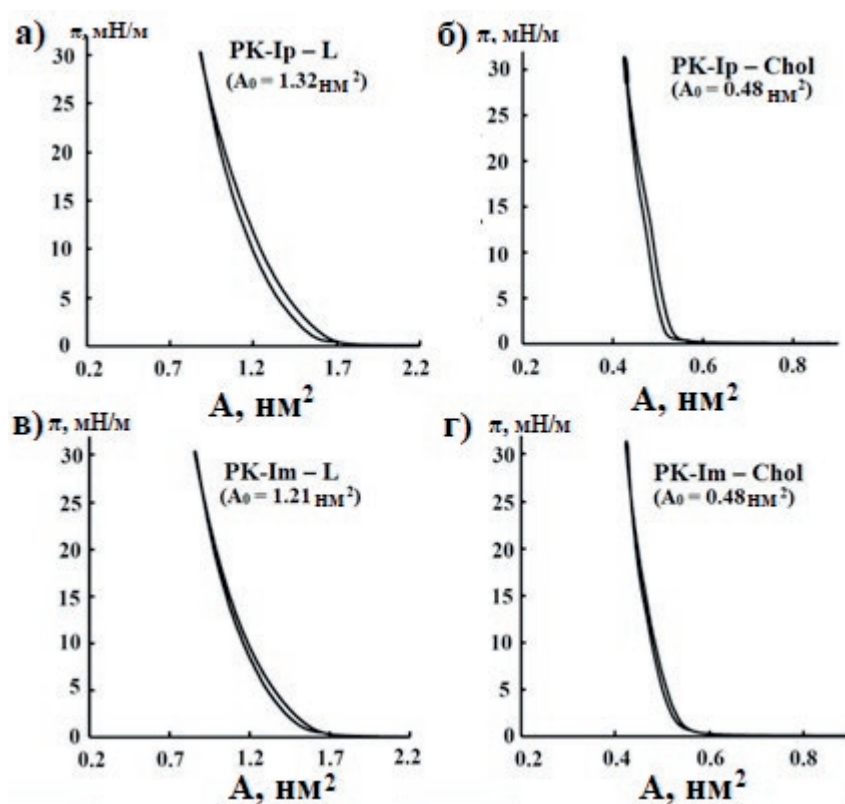 а) π, мН/м
PK-Ip – L
(A₀ = 1.32 нм²)
30
25
20
15
10
5
0
0.2 0.7 1.2 1.7 2.2
A, нм²
б) π, мН/м
PK-Ip – Chol
(A₀ = 0.48 нм²)
30
25
20
15
10
5
0
0.2 0.4 0.6 0.8
A, нм²
в) π, мН/м
PK-Im – L
(A₀ = 1.21 нм²)
30
25
20
15
10
5
0
0.2 0.7 1.2 1.7 2.2
A, нм²
г) π, мН/м
PK-Im – Chol
(A₀ = 0.48 нм²)
30
25
20
15
10
5
0
0.2 0.4 0.6 0.8
A, нм²